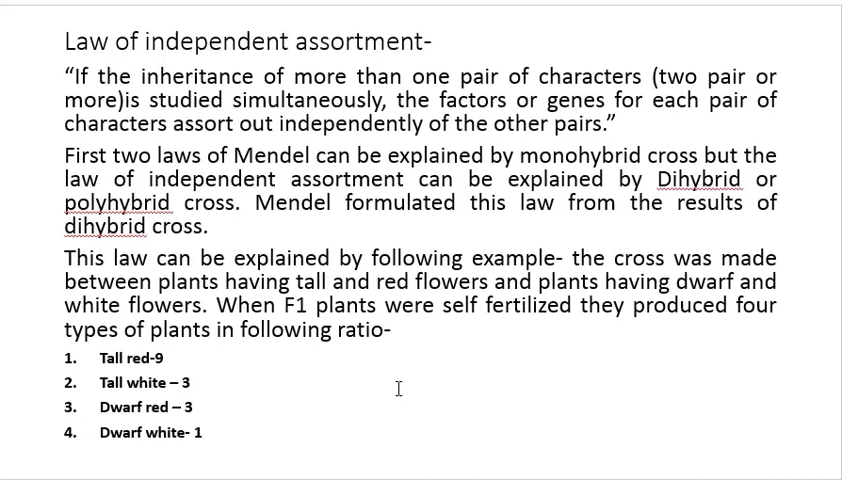 Law of independent assortment-
“If the inheritance of more than one pair of characters (two pair or
more)is studied simultaneously, the factors or genes for each pair of
characters assort out independently of the other pairs.”
First two laws of Mendel can be explained by monohybrid cross but the
law of independent assortment can be explained by Dihybrid or
polyhybrid cross. Mendel formulated this law from the results of
dihybrid cross.
This law can be explained by following example- the cross was made
between plants having tall and red flowers and plants having dwarf and
white flowers. When F1 plants were self fertilized they produced four
types of plants in following ratio-
1. Tall red-9
2. Tall white – 3
3. Dwarf red – 3
4. Dwarf white- 1